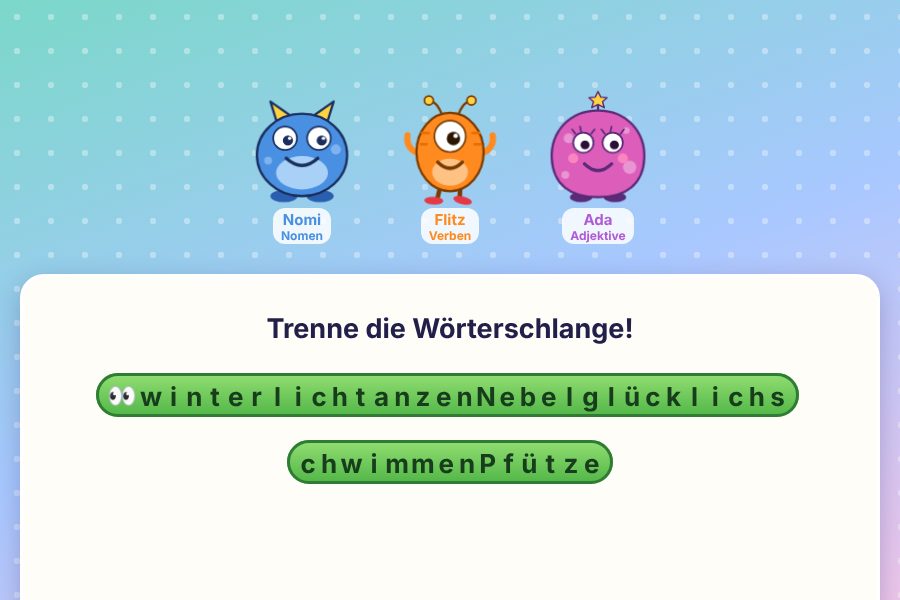 Nomi
Nomen
Flitz
Verben
Ada
Adjektive
Trenne die Wörterschlange!
👀winterlichtanzenNebelglücklichs
chwimmenPfütze